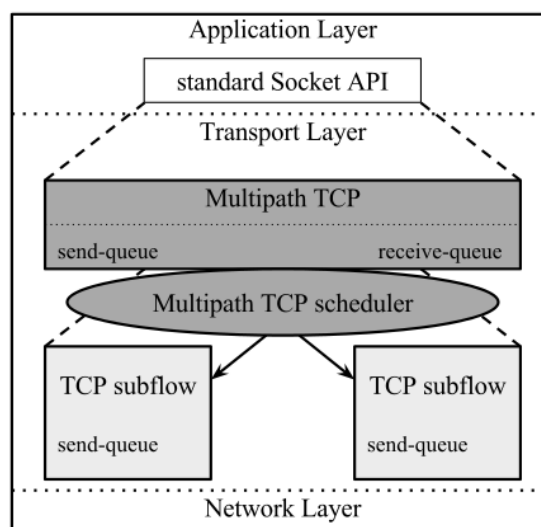 Application Layer
standard Socket API
Transport Layer
Multipath TCP
send-queue receive-queue
Multipath TCP scheduler
TCP subflow TCP subflow
send-queue send-queue
Network Layer